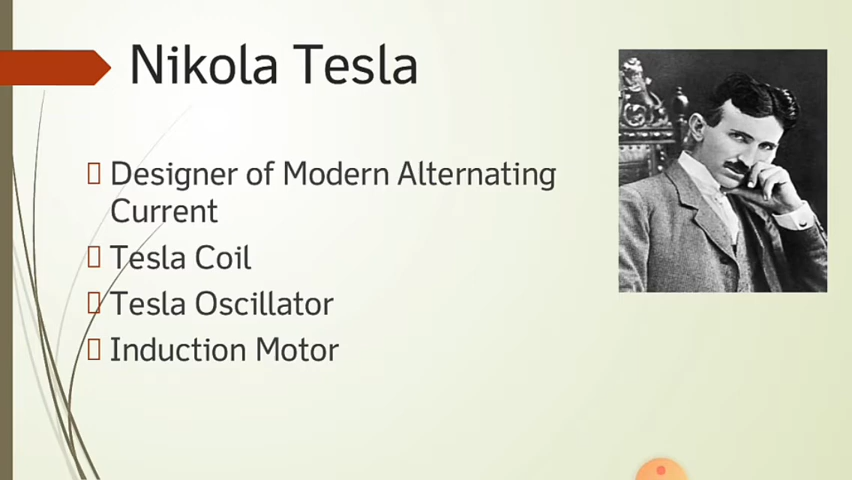 Nikola Tesla
Designer of Modern Alternating
Current
Tesla Coil
Tesla Oscillator
Induction Motor